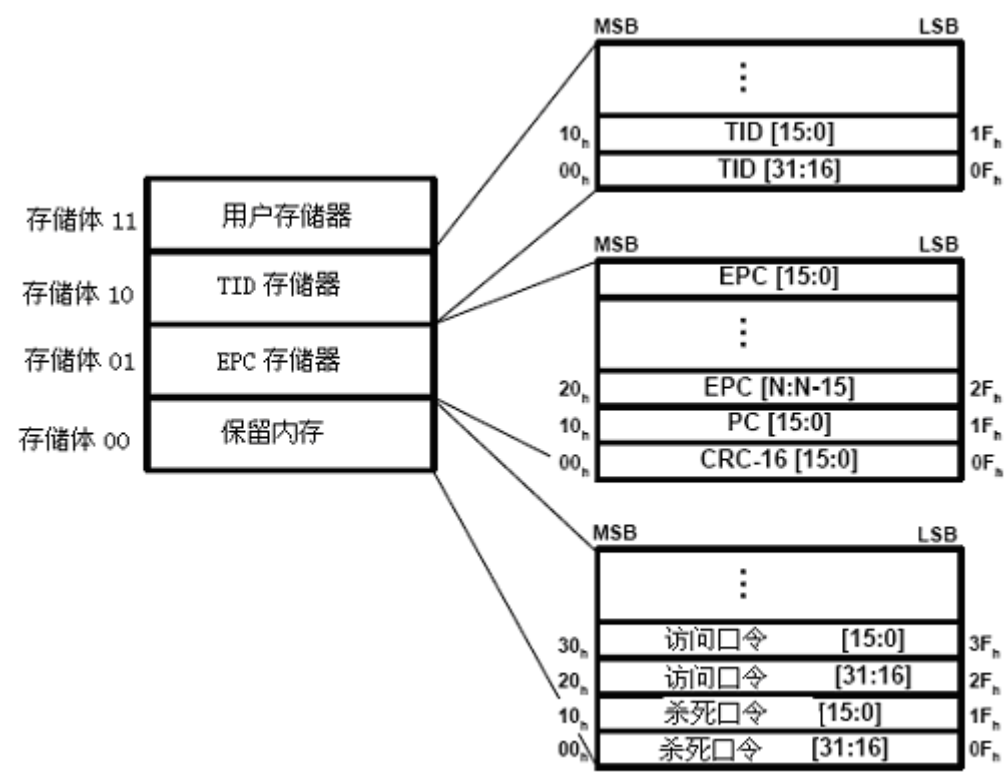 存储体 11 用户存储器
存储体 10 TID 存储器
存储体 01 EPC 存储器
存储体 00 保留内存
MSB LSB
⋮
10h TID [15:0] 1Fh
00h TID [31:16] 0Fh
MSB LSB
EPC [15:0]
⋮
20h EPC [N:N-15] 2Fh
10h PC [15:0] 1Fh
00h CRC-16 [15:0] 0Fh
MSB LSB
⋮
30h 访问口令 [15:0] 3Fh
20h 访问口令 [31:16] 2Fh
10h 杀死口令 [15:0] 1Fh
00h 杀死口令 [31:16] 0Fh